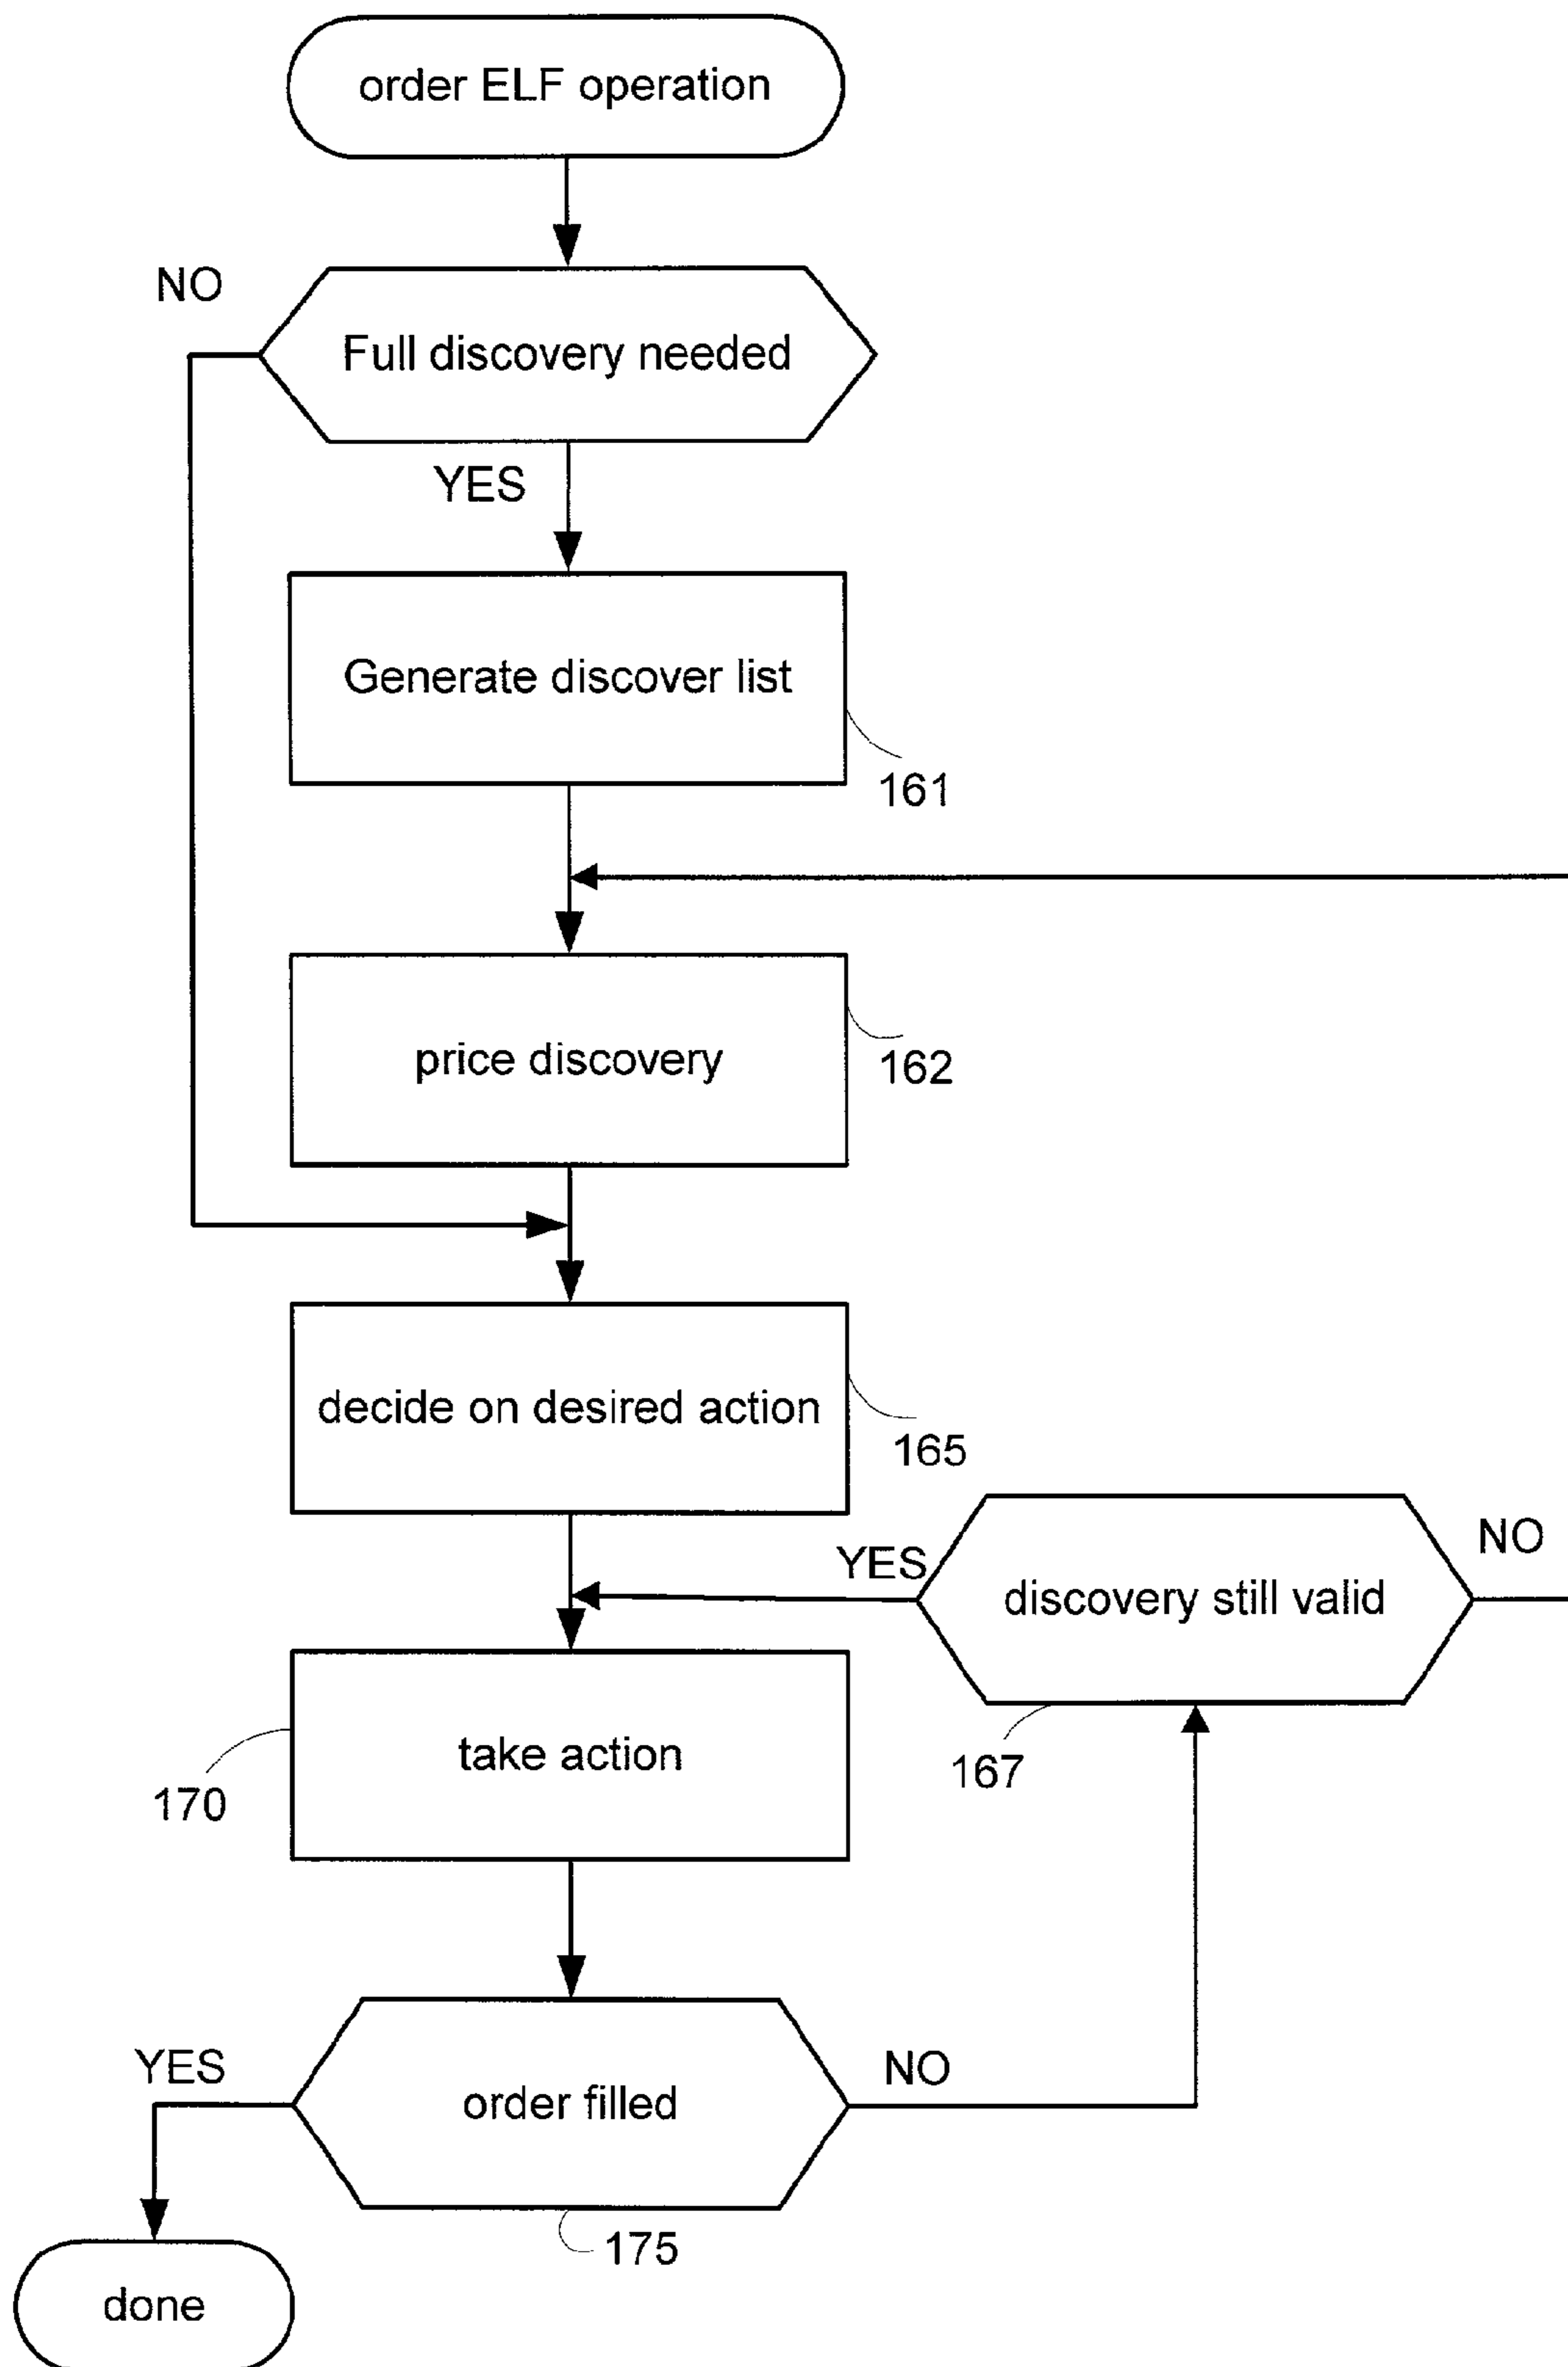 order ELF operation
NO
Full discovery needed
YES
Generate discover list
161
price discovery
162
decide on desired action
165
YES
discovery still valid
NO
take action
170
167
YES
order filled
NO
175
done